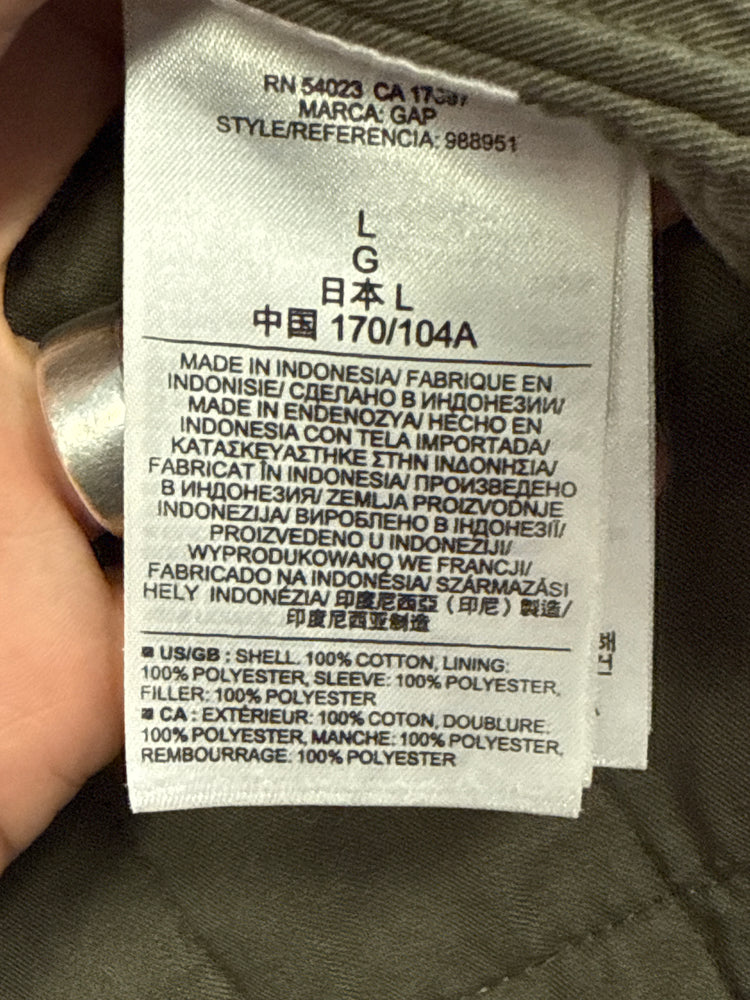 RN 54023 CA 17397
MARCA: GAP
STYLE/REFERENCIA: 988951
L
G
日本 L
中国 170/104A
MADE IN INDONESIA/ FABRIQUE EN
INDONISIE/ СДЕЛАНО В ИНДОНЕЗИИ/
MADE IN ENDENOZYA/ HECHO EN
INDONESIA CON TELA IMPORTADA/
ΚΑΤΑΣΚΕΥΑΣΤΗΚΕ ΣΤΗΝ ΙΝΔΟΝΗΣΙΑ/
FABRICAT ÎN INDONESIA/ ПРОИЗВЕДЕНО
В ИНДОНЕЗИЯ/ ZEMLJA PROIZVODNJE
INDONEZIJA/ ВИРОБЛЕНО В ІНДОНЕЗІЇ/
PROIZVEDENO U INDONEZIJI/
WYPRODUKOWANO WE FRANCJI/
FABRICADO NA INDONÉSIA/ SZÁRMAZÁSI
HELY INDONÉZIA/ 印度尼西亞 (印尼) 製造/
印度尼西亚制造
US/GB : SHELL. 100% COTTON, LINING:
100% POLYESTER, SLEEVE: 100% POLYESTER,
FILLER: 100% POLYESTER
CA : EXTÉRIEUR: 100% COTON, DOUBLURE:
100% POLYESTER, MANCHE: 100% POLYESTER,
REMBOURRAGE: 100% POLYESTER